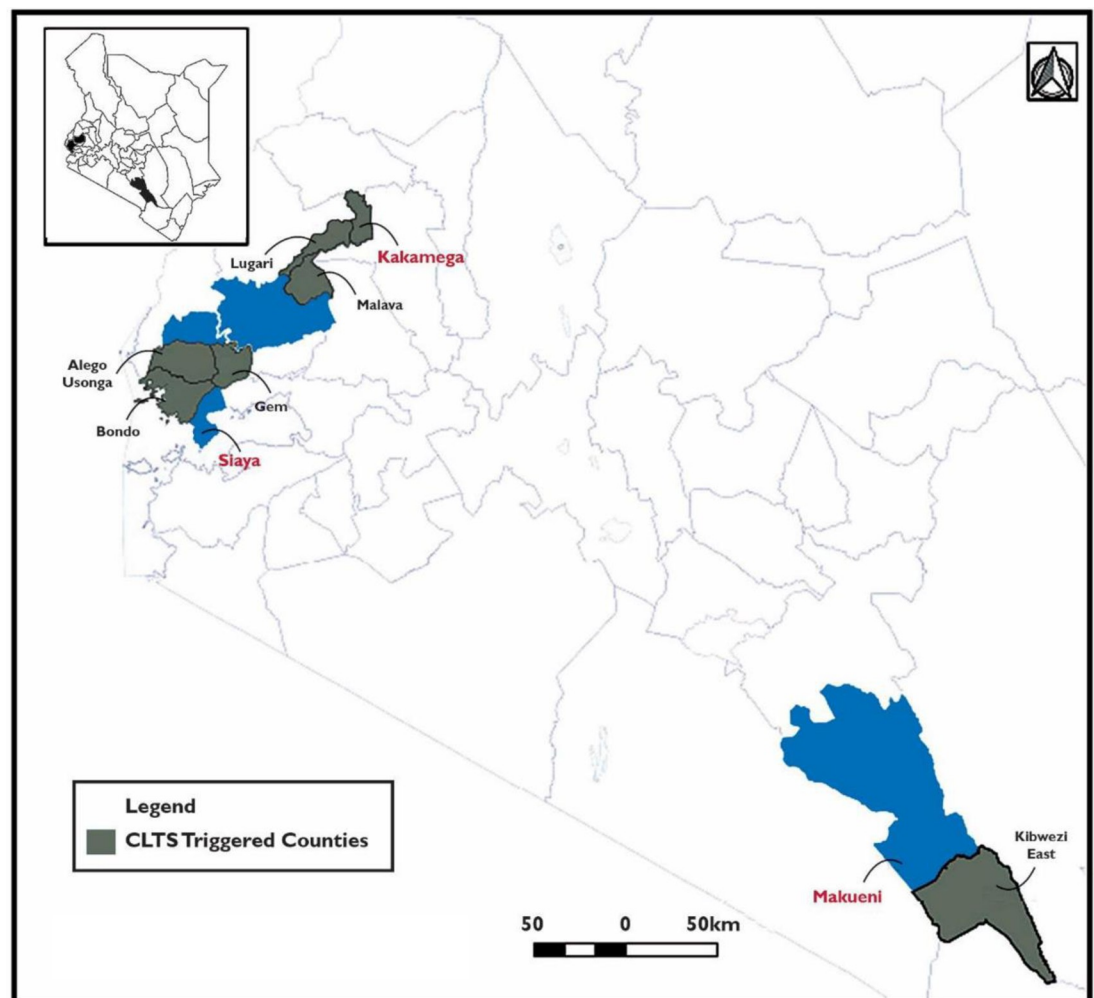 Lugari
Kakamega
Malava
Alego
Usonga
Gem
Bondo
Siaya
Legend
CLTS Triggered Counties
Kibwezi
East
Makueni
50 0 50km